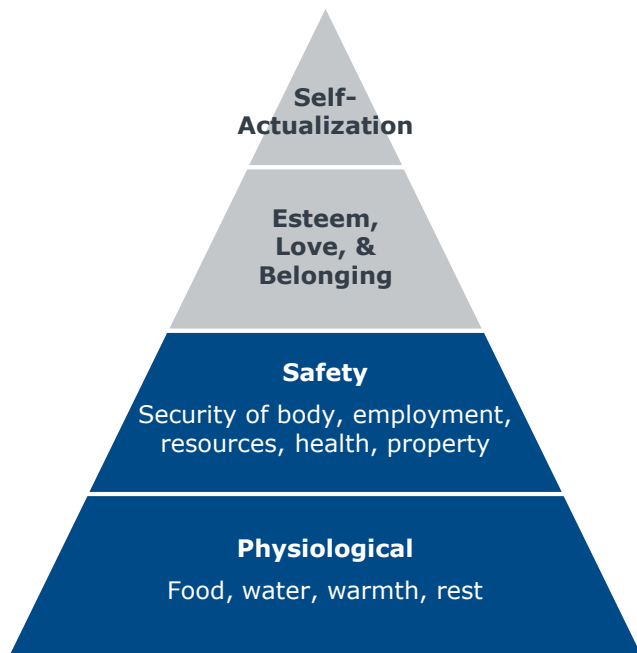 Self-
Actualization
Esteem,
Love, &
Belonging
Safety
Security of body, employment,
resources, health, property
Physiological
Food, water, warmth, rest